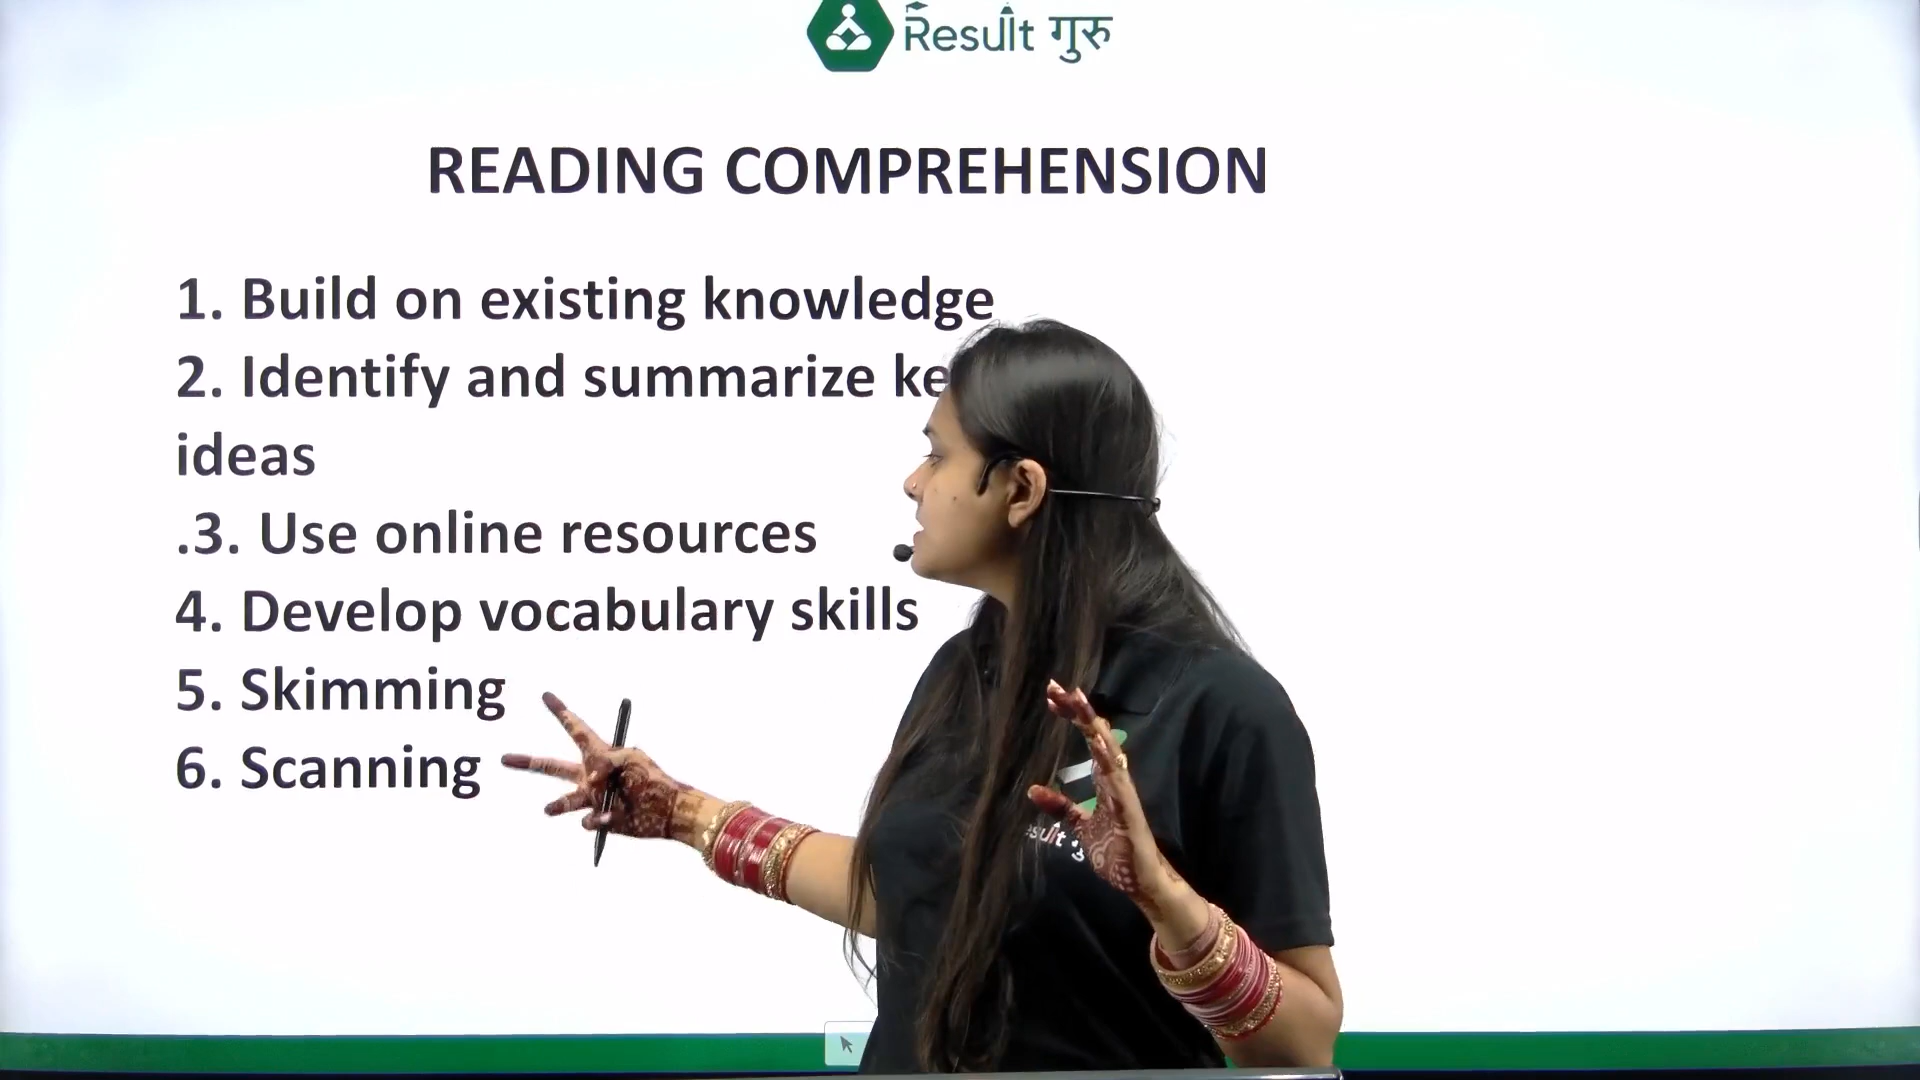 Result गुरु
READING COMPREHENSION
1. Build on existing knowledge
2. Identify and summarize
ideas
.3. Use online resources
4. Develop vocabulary skills
5. Skimming
6. Scanning